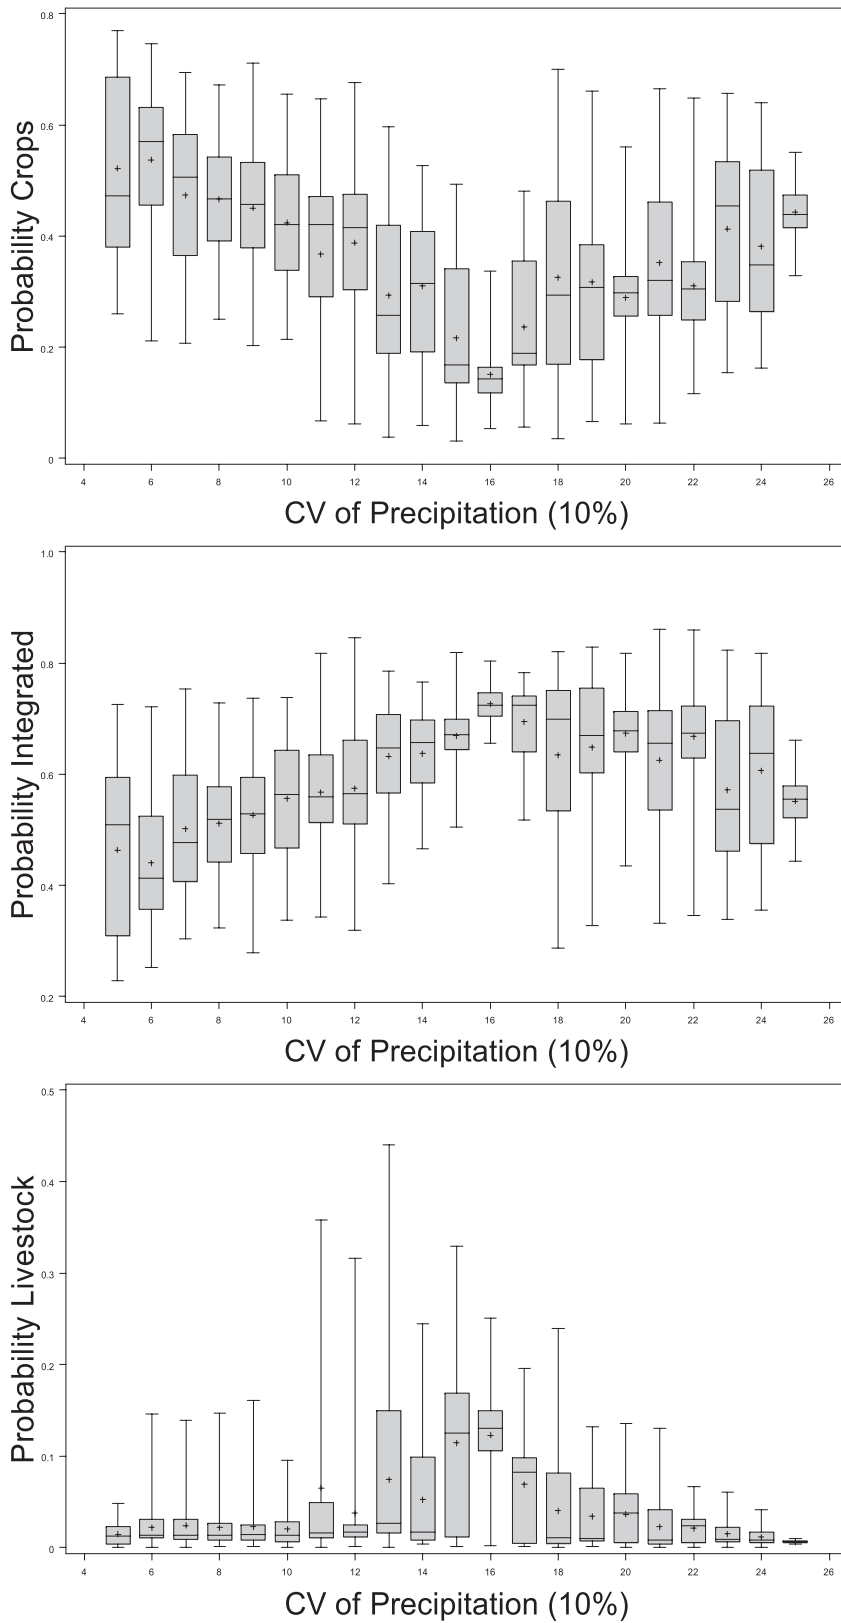 0.8
0.6
0.4
0.2
0
Probability Crops
4 6 8 10 12 14 16 18 20 22 24 26
CV of Precipitation (10%)
1.0
0.8
0.6
0.4
0.2
Probability Integrated
4 6 8 10 12 14 16 18 20 22 24 26
CV of Precipitation (10%)
0.5
0.4
0.3
0.2
0.1
0
Probability Livestock
4 6 8 10 12 14 16 18 20 22 24 26
CV of Precipitation (10%)